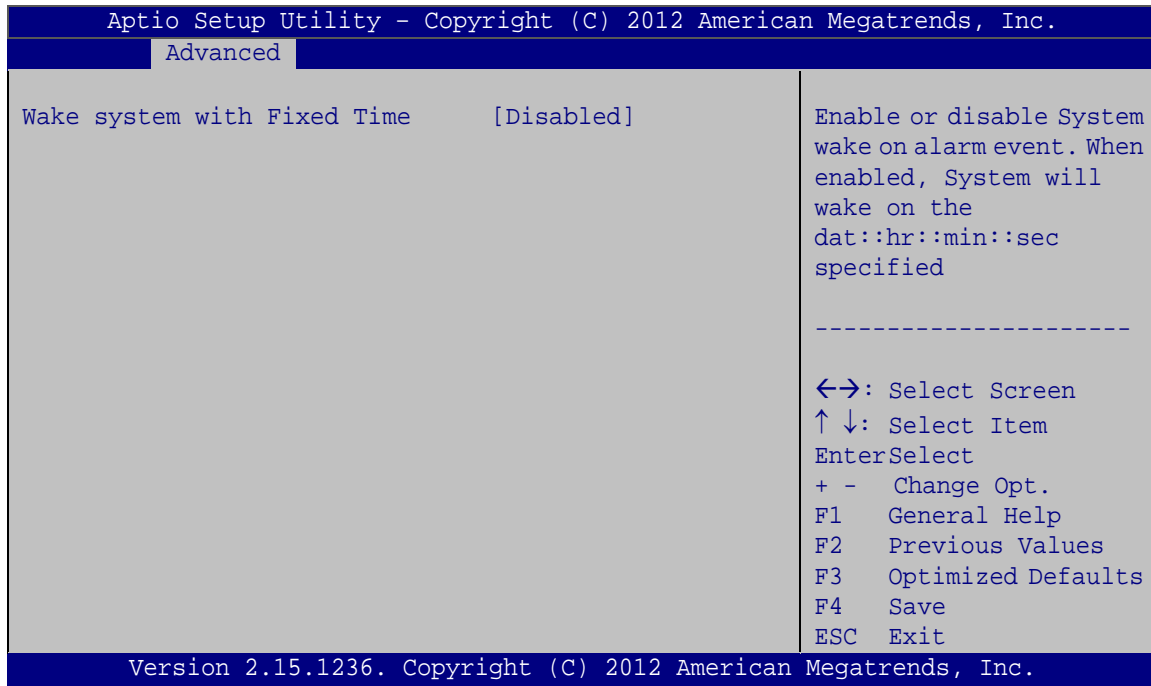 Aptio Setup Utility – Copyright (C) 2012 American Megatrends, Inc.
Advanced
Wake system with Fixed Time [Disabled]
Enable or disable System
wake on alarm event. When
enabled, System will
wake on the
dat::hr::min::sec
specified
----------------------
←→: Select Screen
↑ ↓: Select Item
EnterSelect
+ - Change Opt.
F1 General Help
F2 Previous Values
F3 Optimized Defaults
F4 Save
ESC Exit
Version 2.15.1236. Copyright (C) 2012 American Megatrends, Inc.